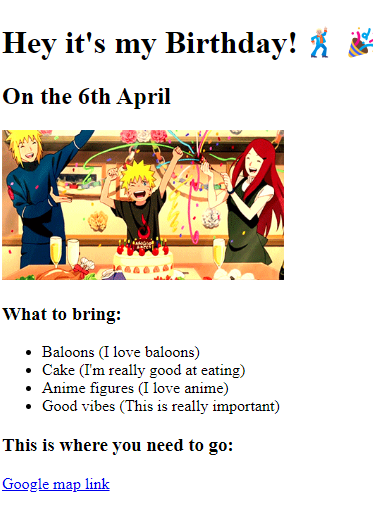 Hey it's my Birthday! 🕺 🎉
On the 6th April
What to bring:
Baloons (I love baloons)
Cake (I'm really good at eating)
Anime figures (I love anime)
Good vibes (This is really important)
This is where you need to go:
Google map link